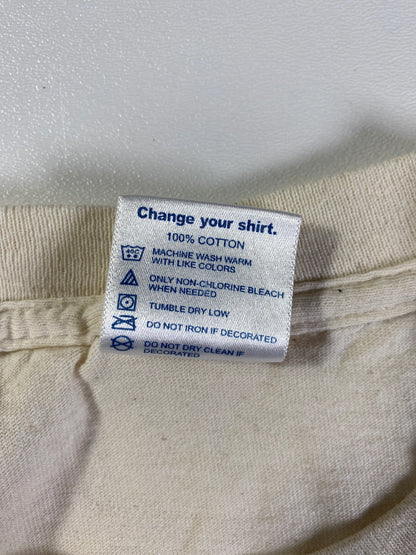 Change your shirt.
100% COTTON
40C
MACHINE WASH WARM
WITH LIKE COLORS
ONLY NON-CHLORINE BLEACH
WHEN NEEDED
TUMBLE DRY LOW
DO NOT IRON IF DECORATED
DO NOT DRY CLEAN IF
DECORATED